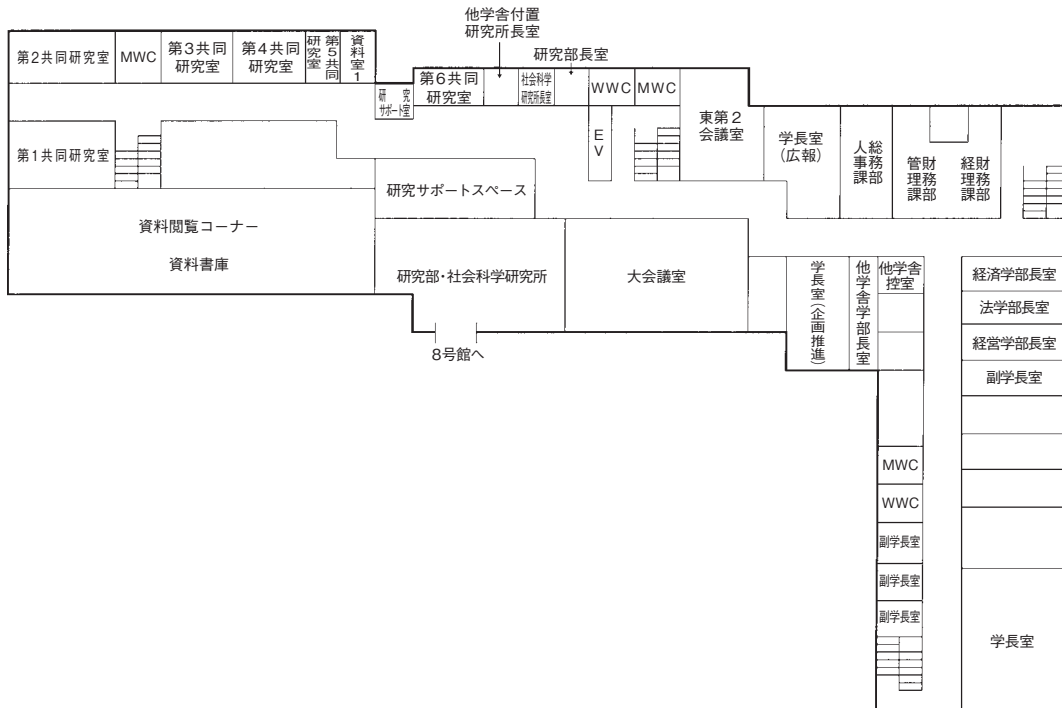 他学舎付置
研究所長室
研究部長室
第2共同研究室
MWC
第3共同
研究室
第4共同
研究室
第5共同
研究室
資料室1
第6共同
研究室
社会科学
研究所長室
WWC
MWC
研究
サポート室
東第2
会議室
EV
学長室
(広報)
総務部
人事課
財務部
管理課
財務部
経理課
第1共同研究室
研究サポートスペース
資料閲覧コーナー
資料書庫
研究部・社会科学研究所
大会議室
学長室(企画推進)
他学舎学部長室
他学舎
控室
経済学部長室
法学部長室
経営学部長室
副学長室
8号館へ
MWC
WWC
副学長室
副学長室
副学長室
学長室